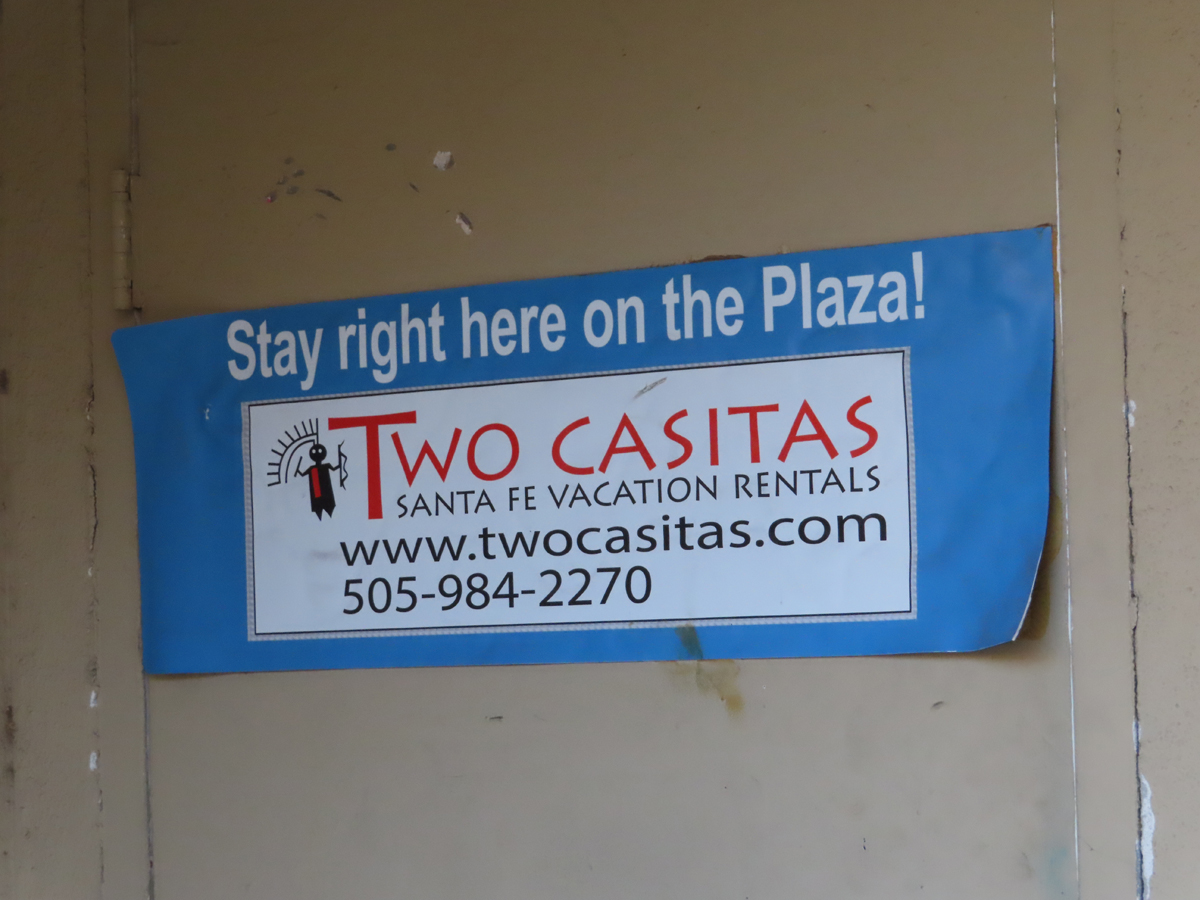 Stay right here on the Plaza!
TWO CASITAS
SANTA FE VACATION RENTALS
www.twocasitas.com
505-984-2270